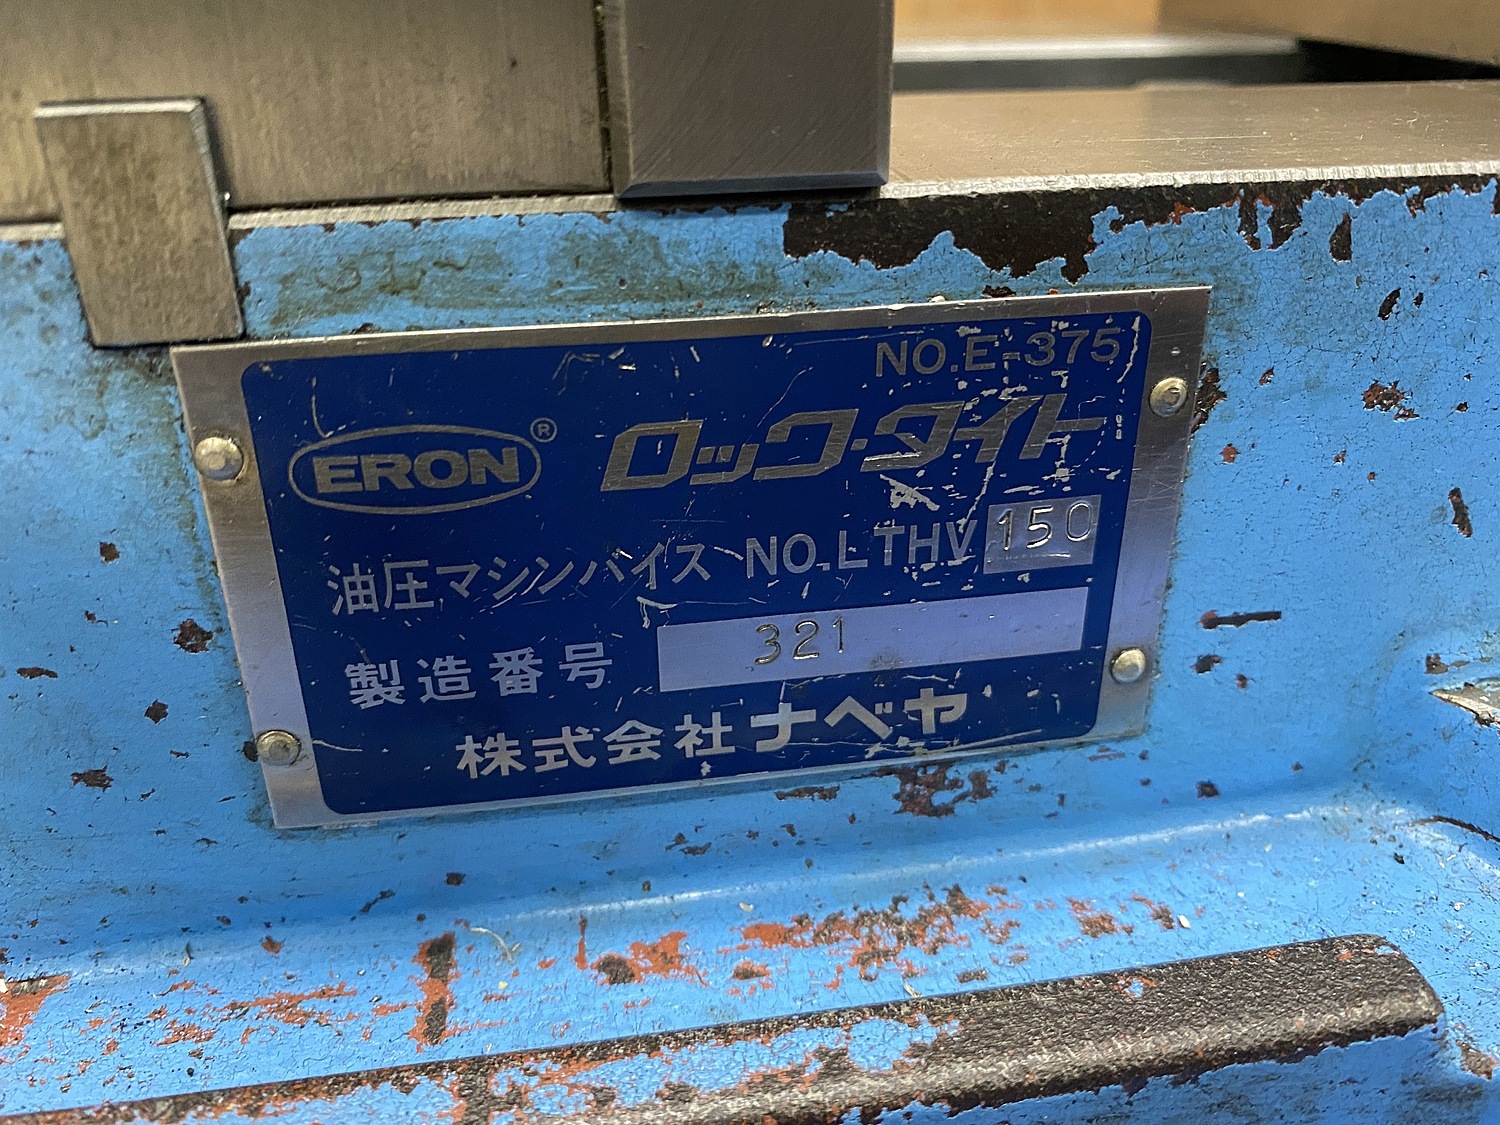 NO.E-375
ERON® ロック・タイト
油圧マシンバイス NO.LTHV 150
製造番号 321
株式会社ナベヤ